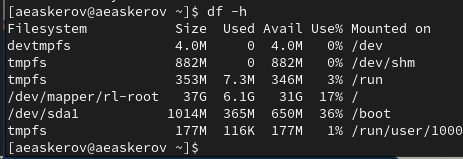 [aeaskerov@aeaskerov ~]$ df -h
Filesystem Size Used Avail Use% Mounted on
devtmpfs 4.0M 0 4.0M 0% /dev
tmpfs 882M 0 882M 0% /dev/shm
tmpfs 353M 7.3M 346M 3% /run
/dev/mapper/rl-root 37G 6.1G 31G 17% /
/dev/sda1 1014M 365M 650M 36% /boot
tmpfs 177M 116K 177M 1% /run/user/1000
[aeaskerov@aeaskerov ~]$